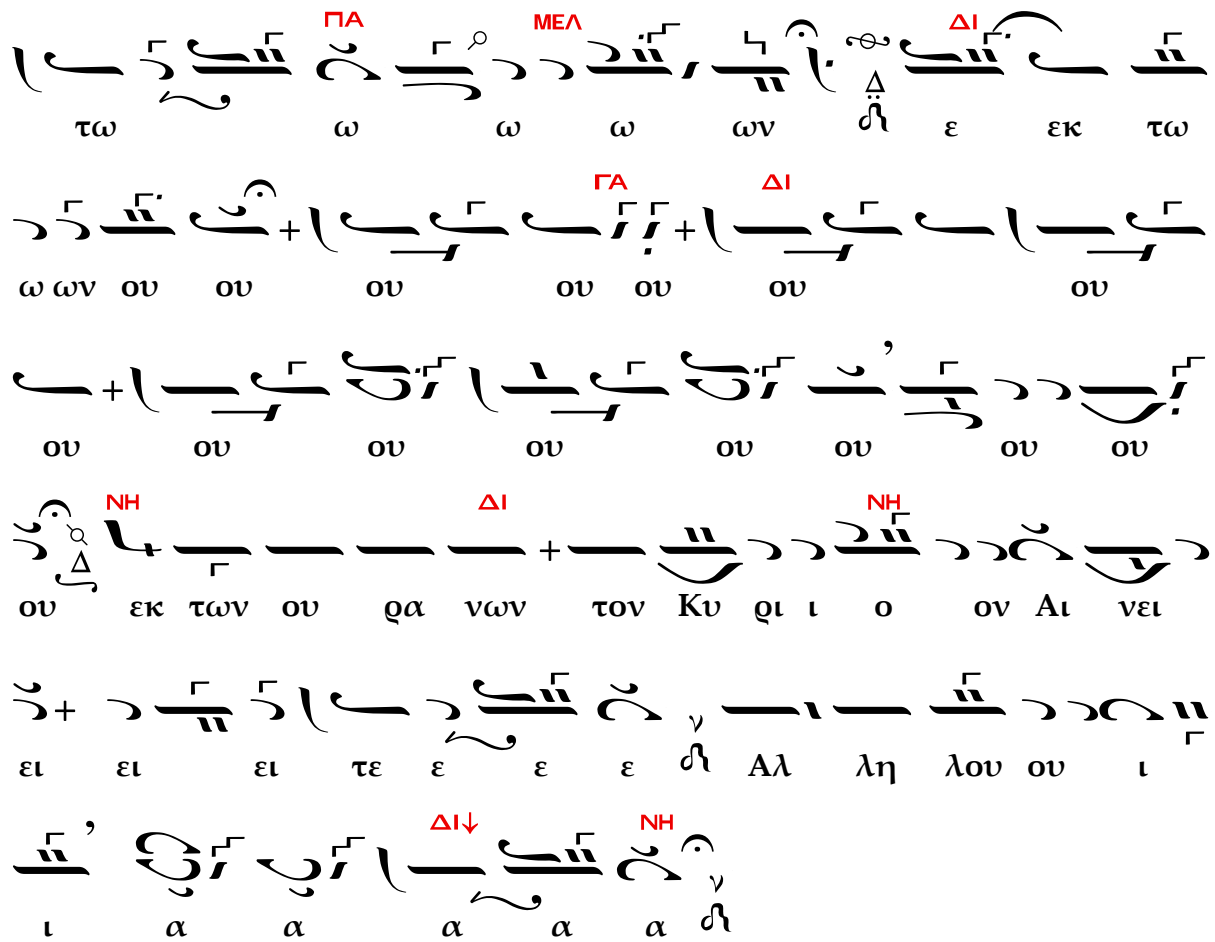 ΠΑ ΜΕΛ ΔΙ
Δ
τω ω ω ω ων ε εκ τω
ΓΑ ΔΙ
ω ων ου ου ου ου ου ου ου
ου ου ου ου ου ου ου ου
ΝΗ ΔΙ ΝΗ
Δ
ου εκ των ου ρα νων τον Κυ ρι ι ο ον Αι νει
ν
ει ει ει τε ε ε ε Αλ λη λου ου ι
ΔΙ↓ ΝΗ
ν
ι α α α α α